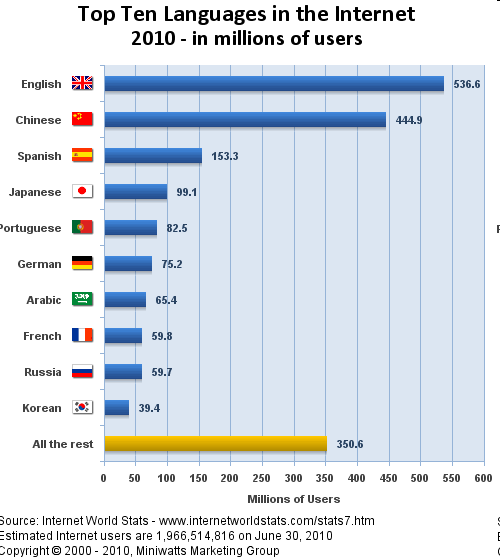 Top Ten Languages in the Internet
2010 - in millions of users
English 536.6
Chinese 444.9
Spanish 153.3
Japanese 99.1
Portuguese 82.5
German 75.2
Arabic 65.4
French 59.8
Russia 59.7
Korean 39.4
All the rest 350.6
0 50 100 150 200 250 300 350 400 450 500 550 600
Millions of Users
Source: Internet World Stats - www.internetworldstats.com/stats7.htm
Estimated Internet users are 1,966,514,816 on June 30, 2010
Copyright © 2000 - 2010, Miniwatts Marketing Group